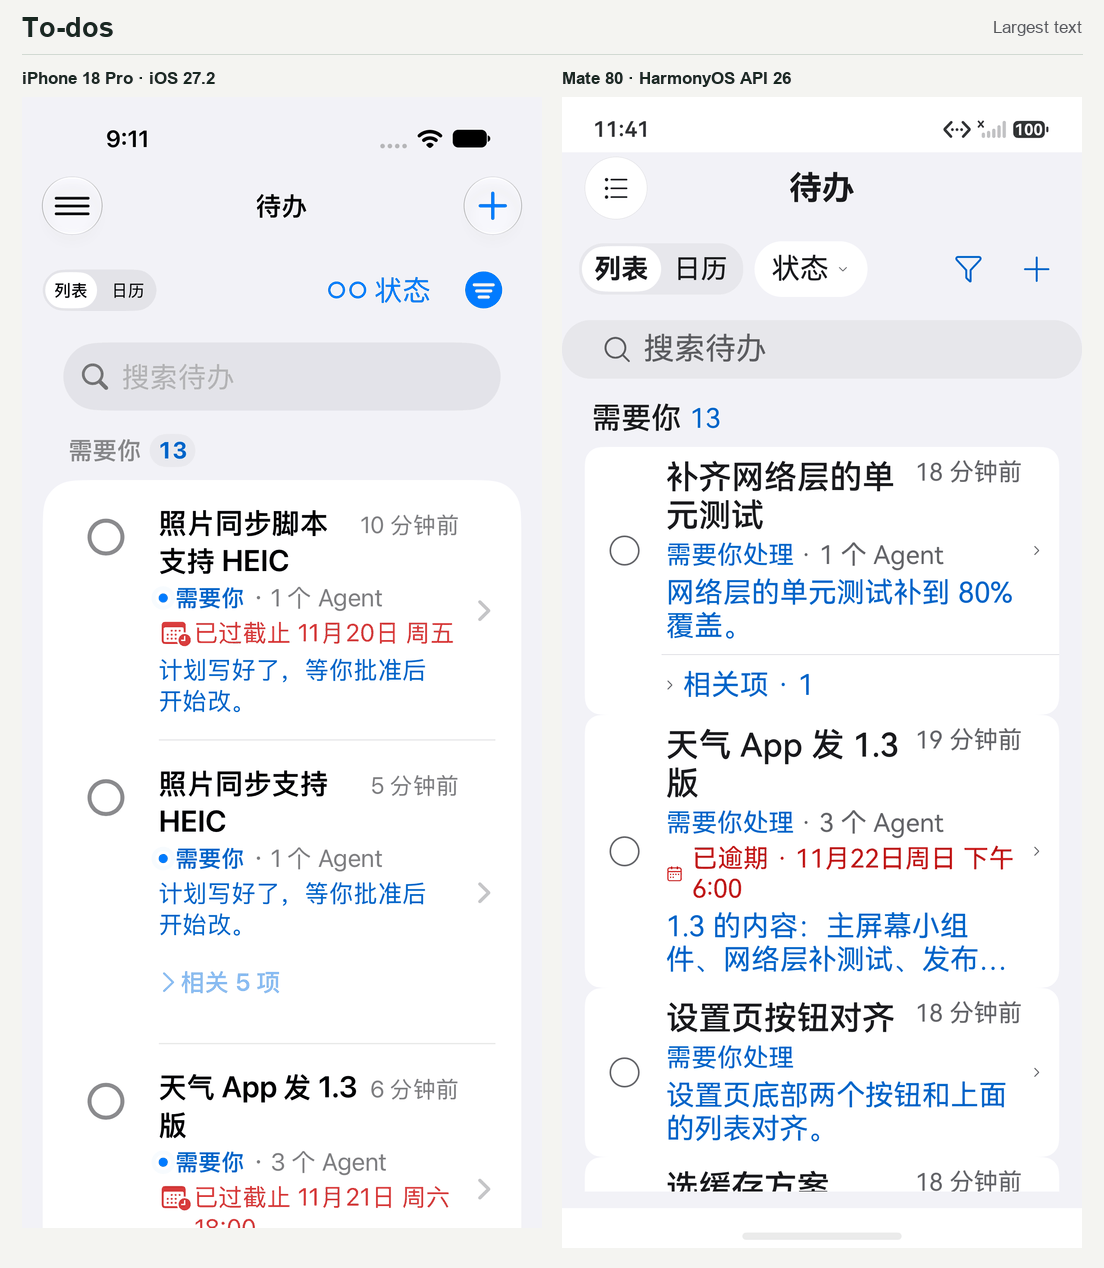 To-dos
Largest text
iPhone 18 Pro · iOS 27.2
9:11
待办
列表
日历
状态
搜索待办
需要你 13
照片同步脚本
支持 HEIC
10 分钟前
需要你 · 1 个 Agent
已过截止 11月20日 周五
计划写好了，等你批准后
开始改。
照片同步支持
HEIC
5 分钟前
需要你 · 1 个 Agent
计划写好了，等你批准后
开始改。
相关 5 项
天气 App 发 1.3
版
6 分钟前
需要你 · 3 个 Agent
已过截止 11月21日 周六
18:00
Mate 80 · HarmonyOS API 26
11:41
100
待办
列表
日历
状态
搜索待办
需要你 13
补齐网络层的单
元测试
18 分钟前
需要你处理 · 1 个 Agent
网络层的单元测试补到 80%
覆盖。
相关项 · 1
天气 App 发 1.3
版
19 分钟前
需要你处理 · 3 个 Agent
已逾期 · 11月22日周日 下午
6:00
1.3 的内容：主屏幕小组
件、网络层补测试、发布…
设置页按钮对齐
18 分钟前
需要你处理
设置页底部两个按钮和上面
的列表对齐。
选缓存方案
18 分钟前